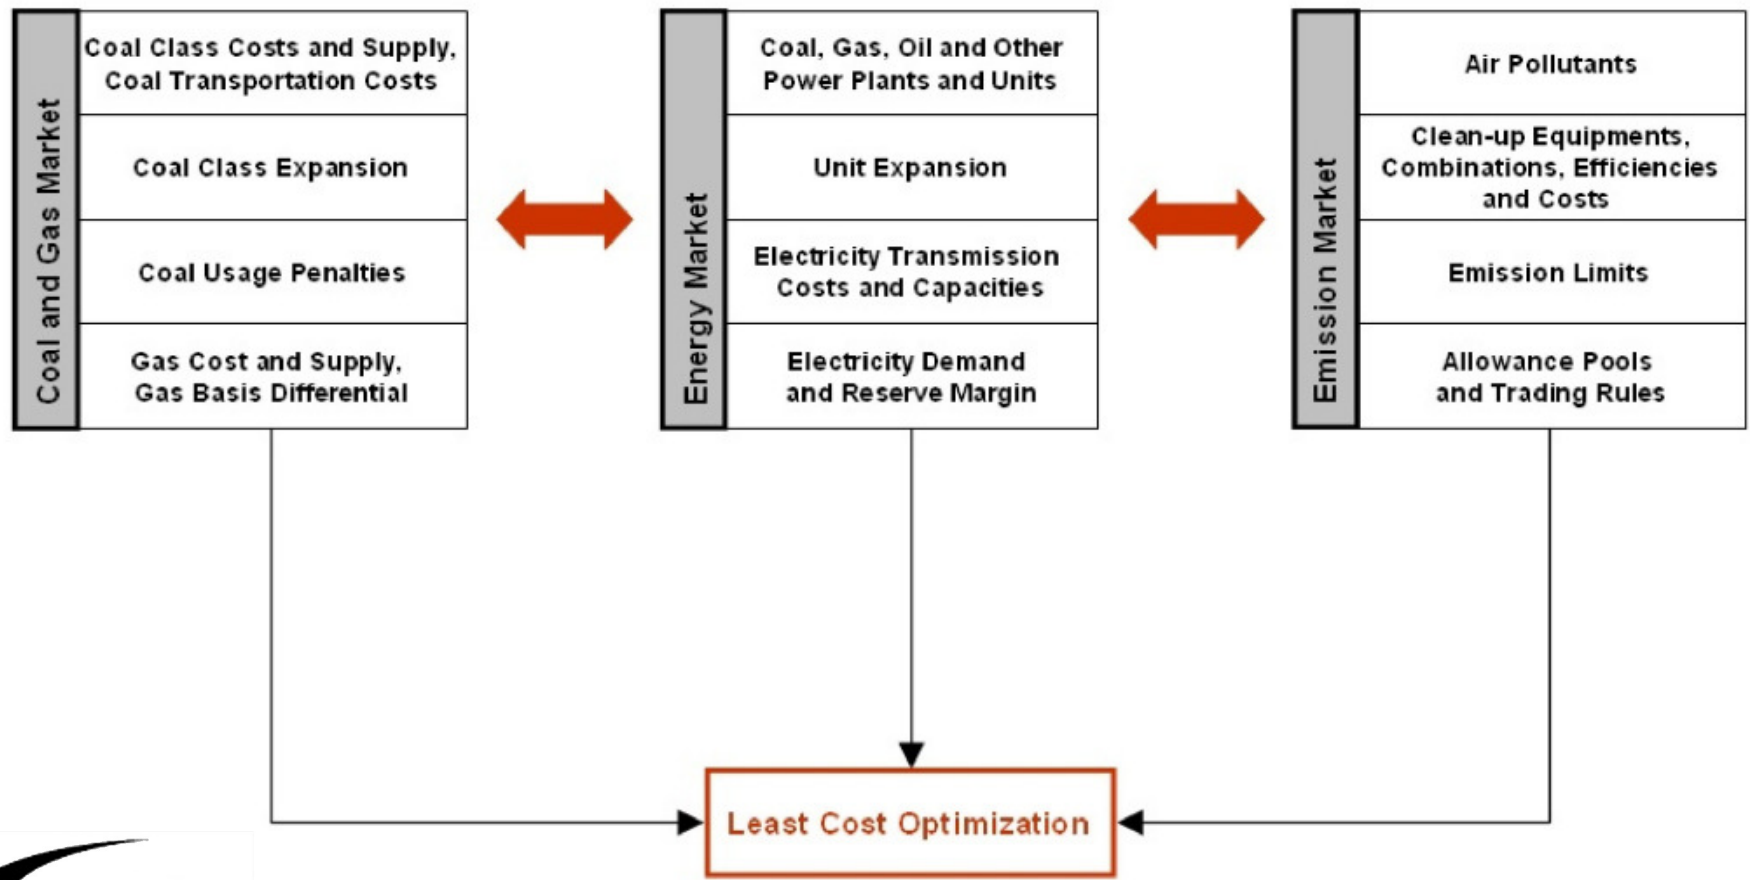 Coal and Gas Market
Coal Class Costs and Supply,
Coal Transportation Costs
Coal Class Expansion
Coal Usage Penalties
Gas Cost and Supply,
Gas Basis Differential
Energy Market
Coal, Gas, Oil and Other
Power Plants and Units
Unit Expansion
Electricity Transmission
Costs and Capacities
Electricity Demand
and Reserve Margin
Emission Market
Air Pollutants
Clean-up Equipments,
Combinations, Efficiencies
and Costs
Emission Limits
Allowance Pools
and Trading Rules
Least Cost Optimization